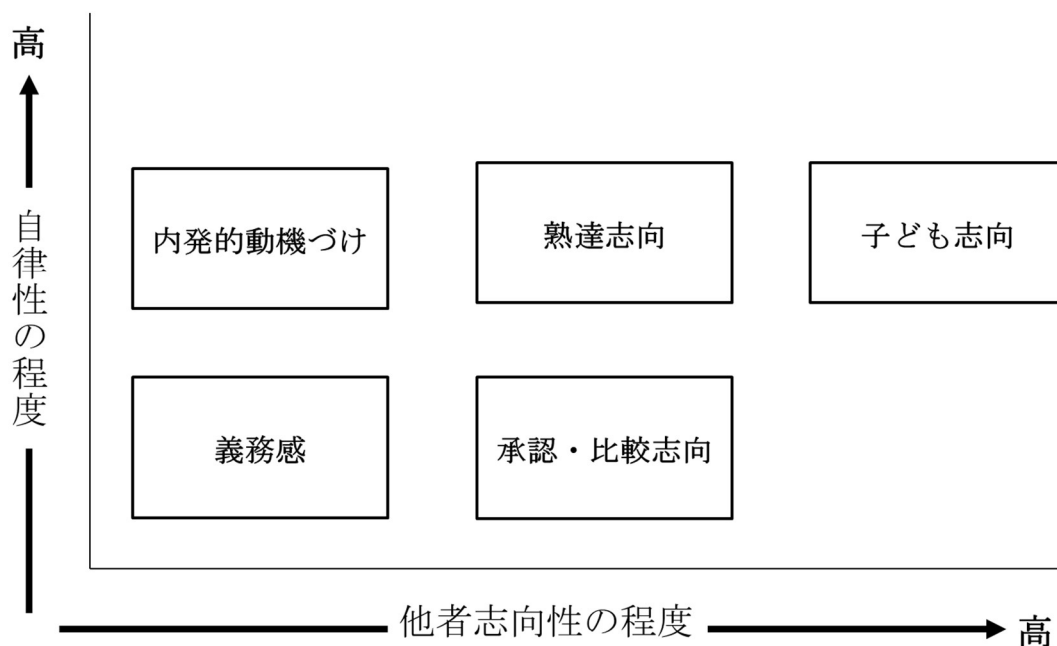 高
自律性の程度
内発的動機づけ
熟達志向
子ども志向
義務感
承認・比較志向
他者志向性の程度
高